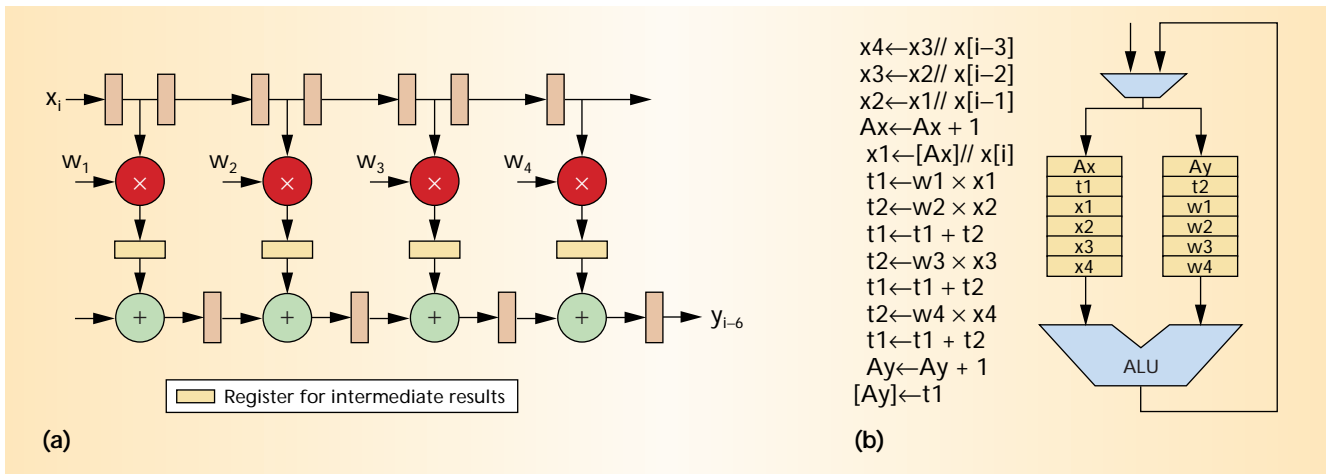 xᵢ
w₁
w₂
w₃
w₄
×
×
×
×
+
+
+
+
yᵢ₋₆
Register for intermediate results
(a)
x4←x3// x[i–3]
x3←x2// x[i–2]
x2←x1// x[i–1]
Ax←Ax + 1
x1←[Ax]// x[i]
t1←w1 × x1
t2←w2 × x2
t1←t1 + t2
t2←w3 × x3
t1←t1 + t2
t2←w4 × x4
t1←t1 + t2
Ay←Ay + 1
[Ay]←t1
Ax
t1
x1
x2
x3
x4
Ay
t2
w1
w2
w3
w4
ALU
(b)